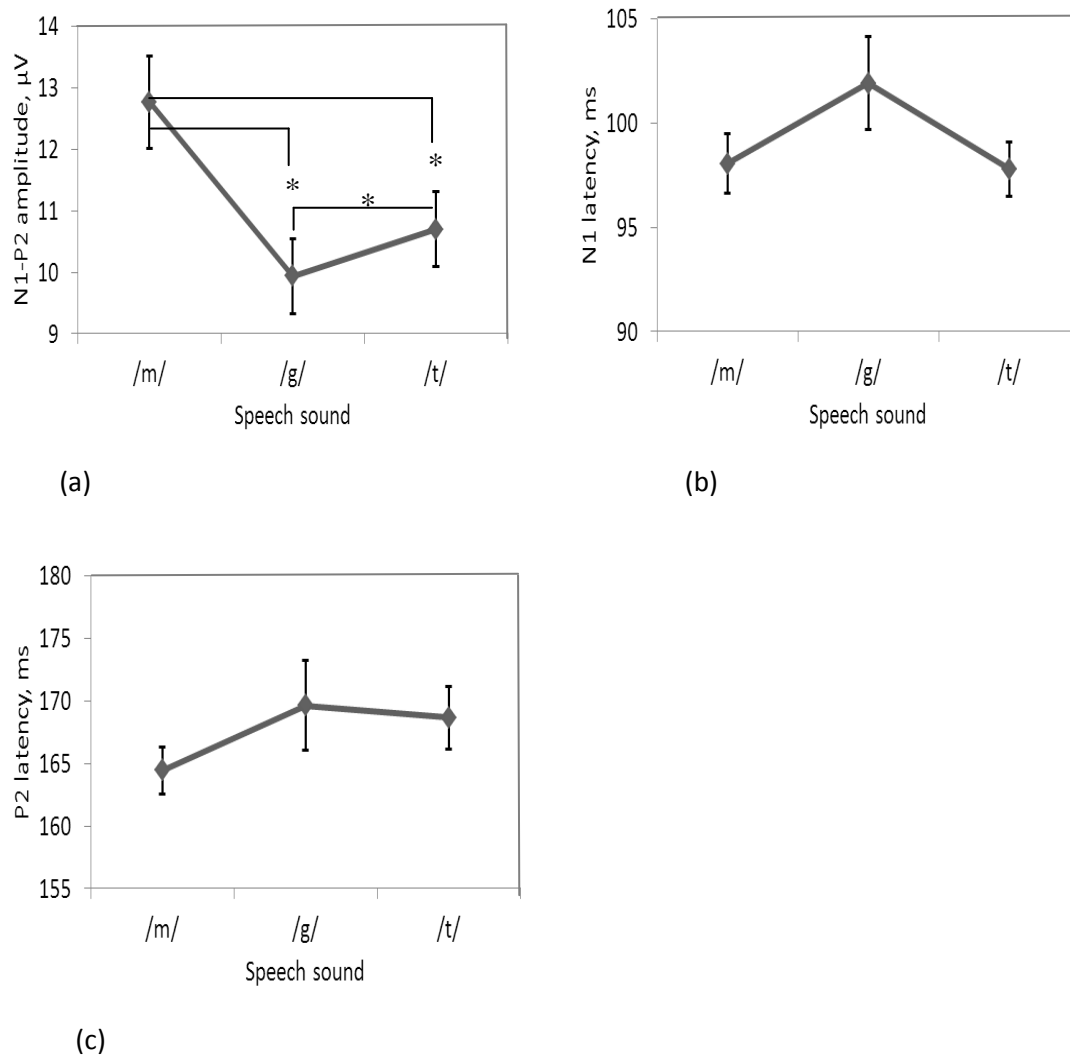 N1-P2 amplitude, µV
14
13
12
11
10
9
*
*
*
/m/ /g/ /t/
Speech sound
(a)
N1 latency, ms
105
100
95
90
/m/ /g/ /t/
Speech sound
(b)
P2 latency, ms
180
175
170
165
160
155
/m/ /g/ /t/
Speech sound
(c)